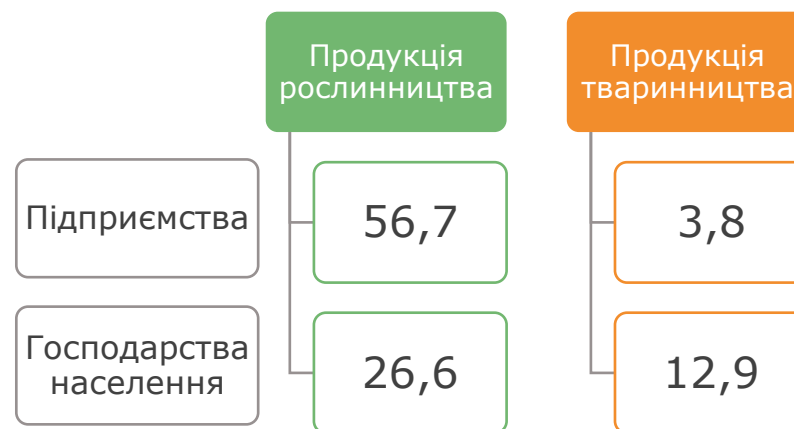 Продукція
рослинництва
Продукція
тваринництва
Підприємства
56,7
3,8
Господарства
населення
26,6
12,9